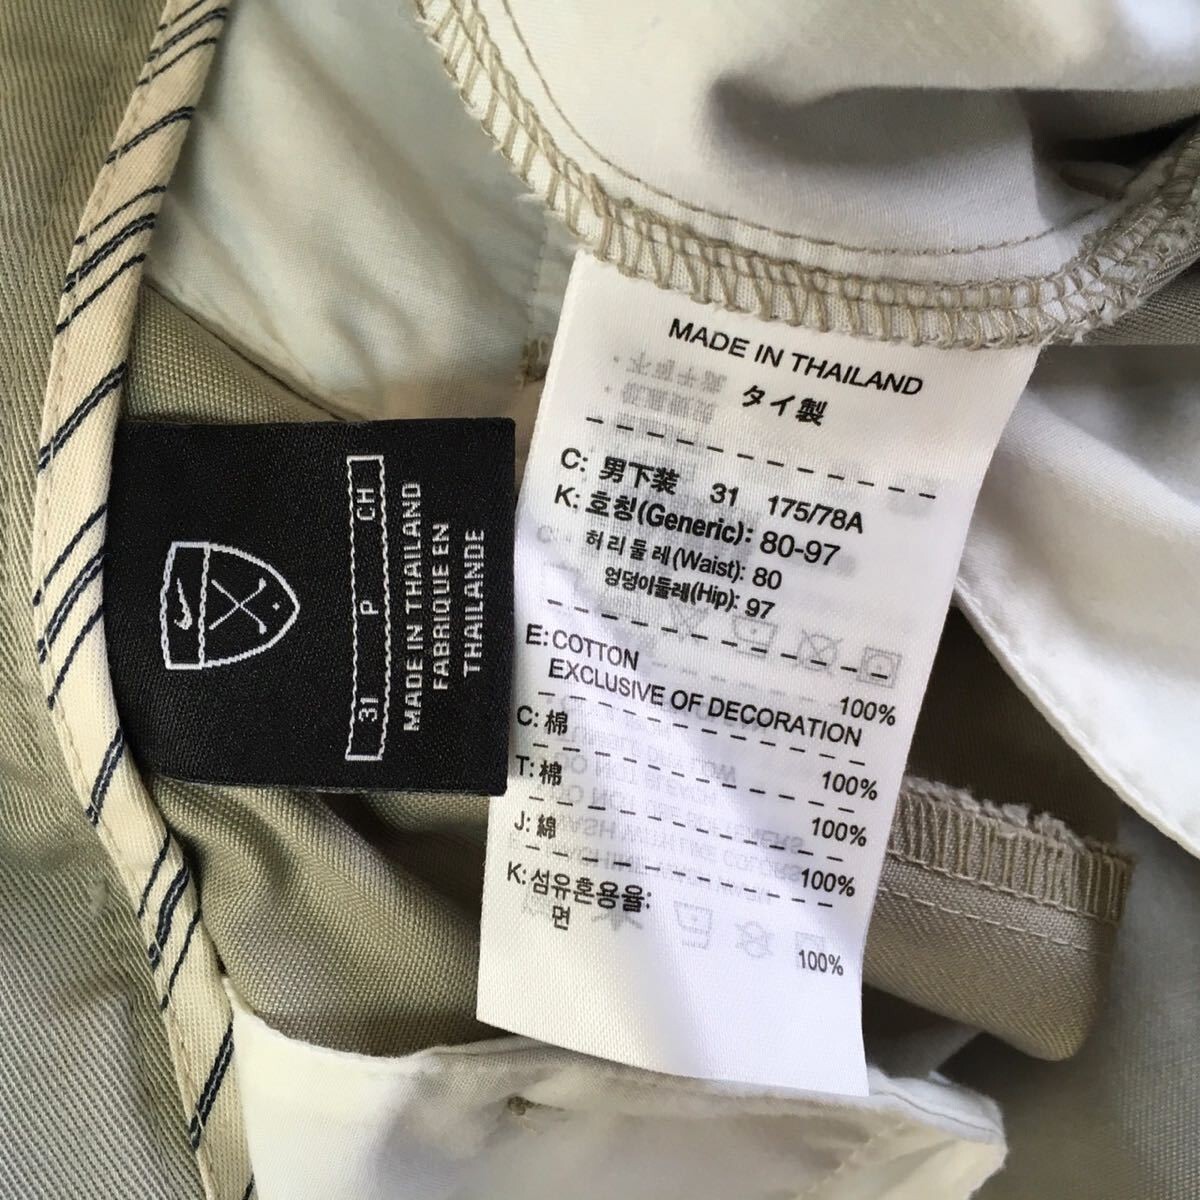 MADE IN THAILAND
タイ製
C: 男下装 31 175/78A
K: 호칭(Generic): 80-97
허리둘레(Waist): 80
엉덩이둘레(Hip): 97
E: COTTON 100%
EXCLUSIVE OF DECORATION
C: 棉 100%
T: 棉 100%
J: 綿 100%
K: 섬유혼용율:
면 100%
31 P CH
MADE IN THAILAND
FABRIQUE EN
THAILANDE